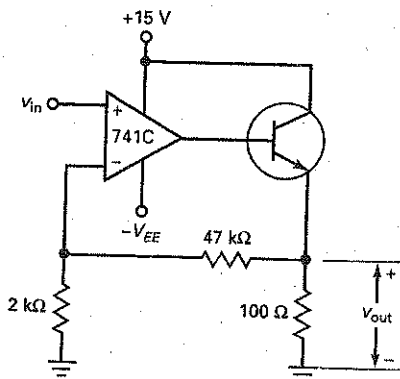 +15 V
v_in
+
741C
−
−V_EE
47 kΩ
2 kΩ
100 Ω
+
v_out
−